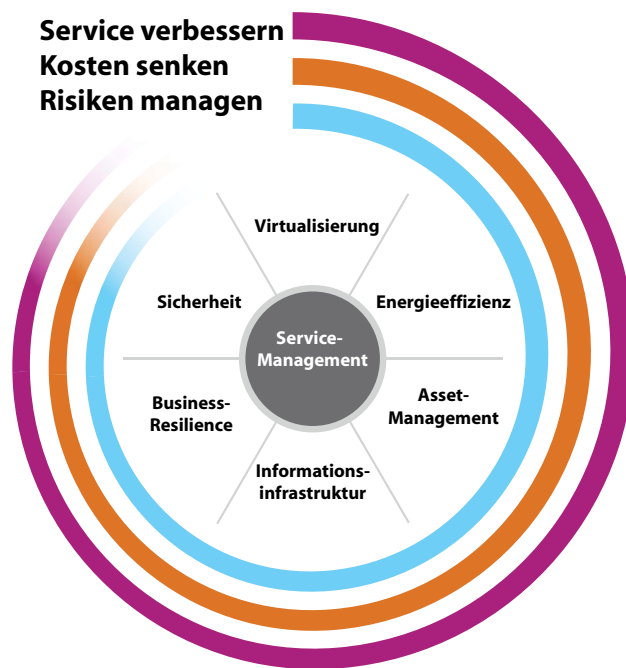 Service verbessern
Kosten senken
Risiken managen
Virtualisierung
Sicherheit
Energieeffizienz
Service-
Management
Business-
Resilience
Asset-
Management
Informations-
infrastruktur